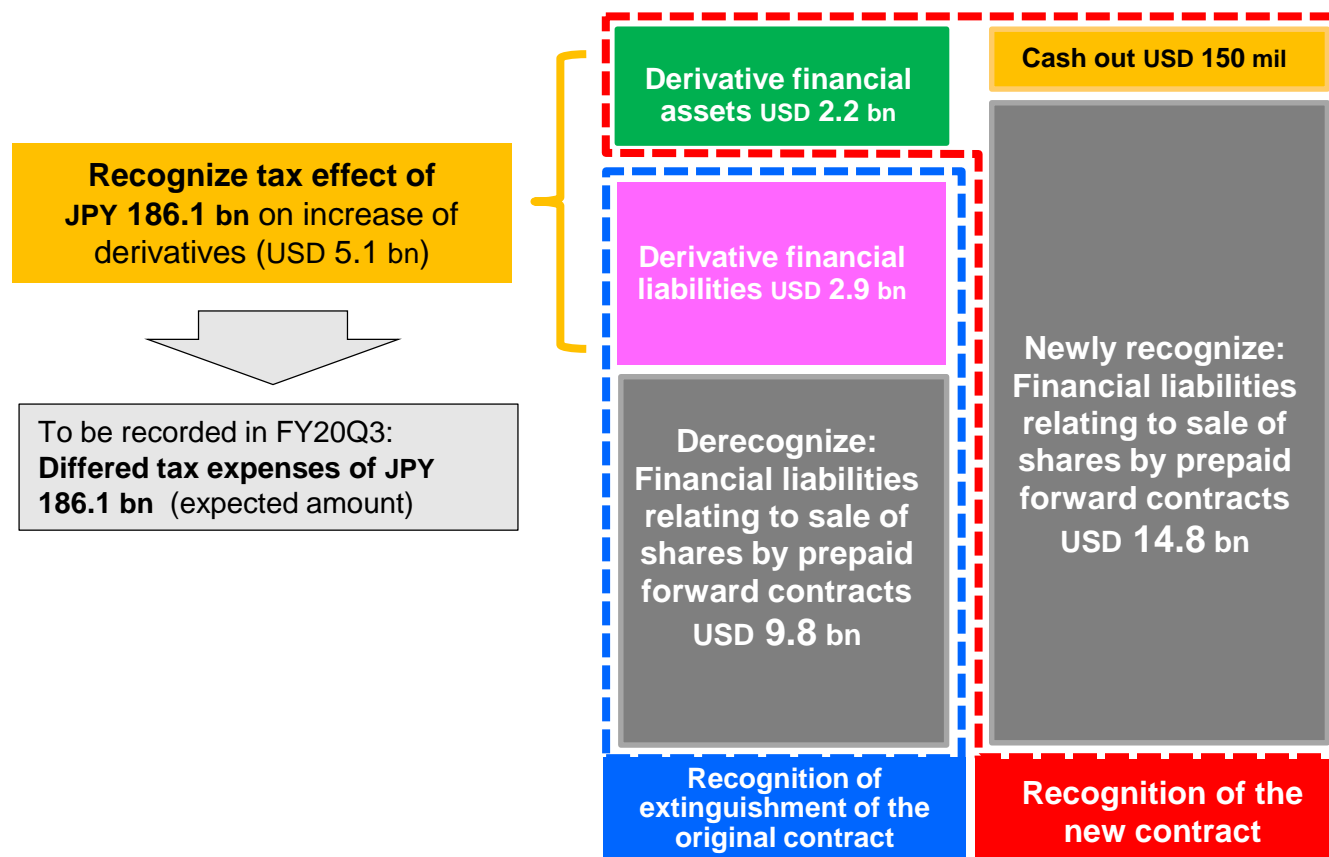 Recognize tax effect of
JPY 186.1 bn on increase of
derivatives (USD 5.1 bn)
To be recorded in FY20Q3:
Differed tax expenses of JPY
186.1 bn (expected amount)
Derivative financial
assets USD 2.2 bn
Derivative financial
liabilities USD 2.9 bn
Derecognize:
Financial liabilities
relating to sale of
shares by prepaid
forward contracts
USD 9.8 bn
Recognition of
extinguishment of the
original contract
Cash out USD 150 mil
Newly recognize:
Financial liabilities
relating to sale of
shares by prepaid
forward contracts
USD 14.8 bn
Recognition of the
new contract